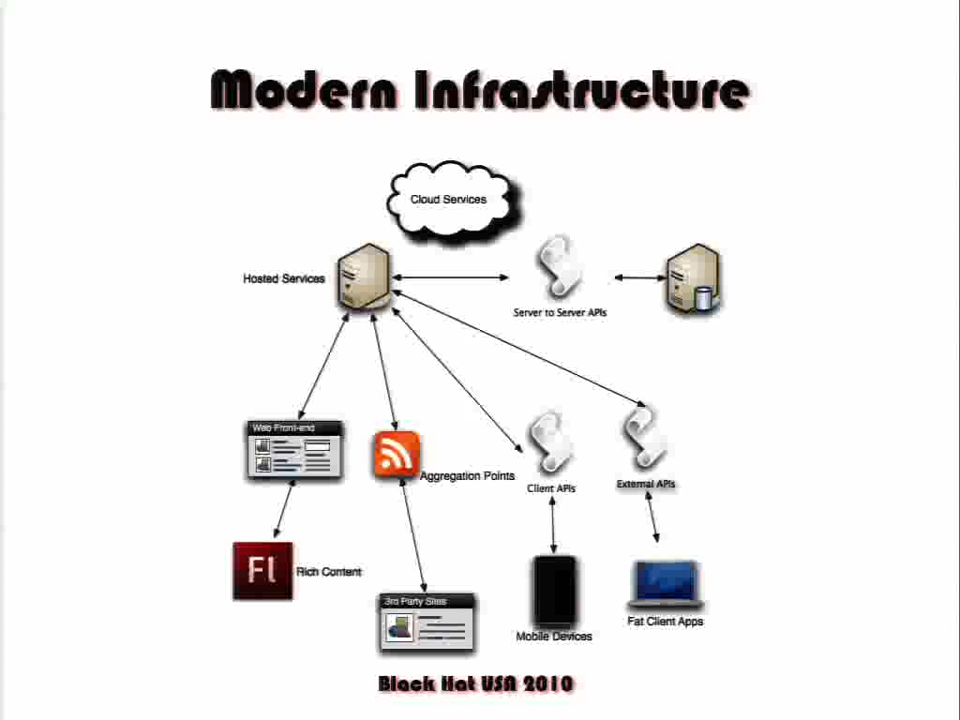 Modern Infrastructure
Cloud Services
Hosted Services
Server to Server APIs
Web Front-end
Aggregation Points
Client APIs
External APIs
Fl
Rich Content
3rd Party Sites
Mobile Devices
Fat Client Apps
Black Hat USA 2010